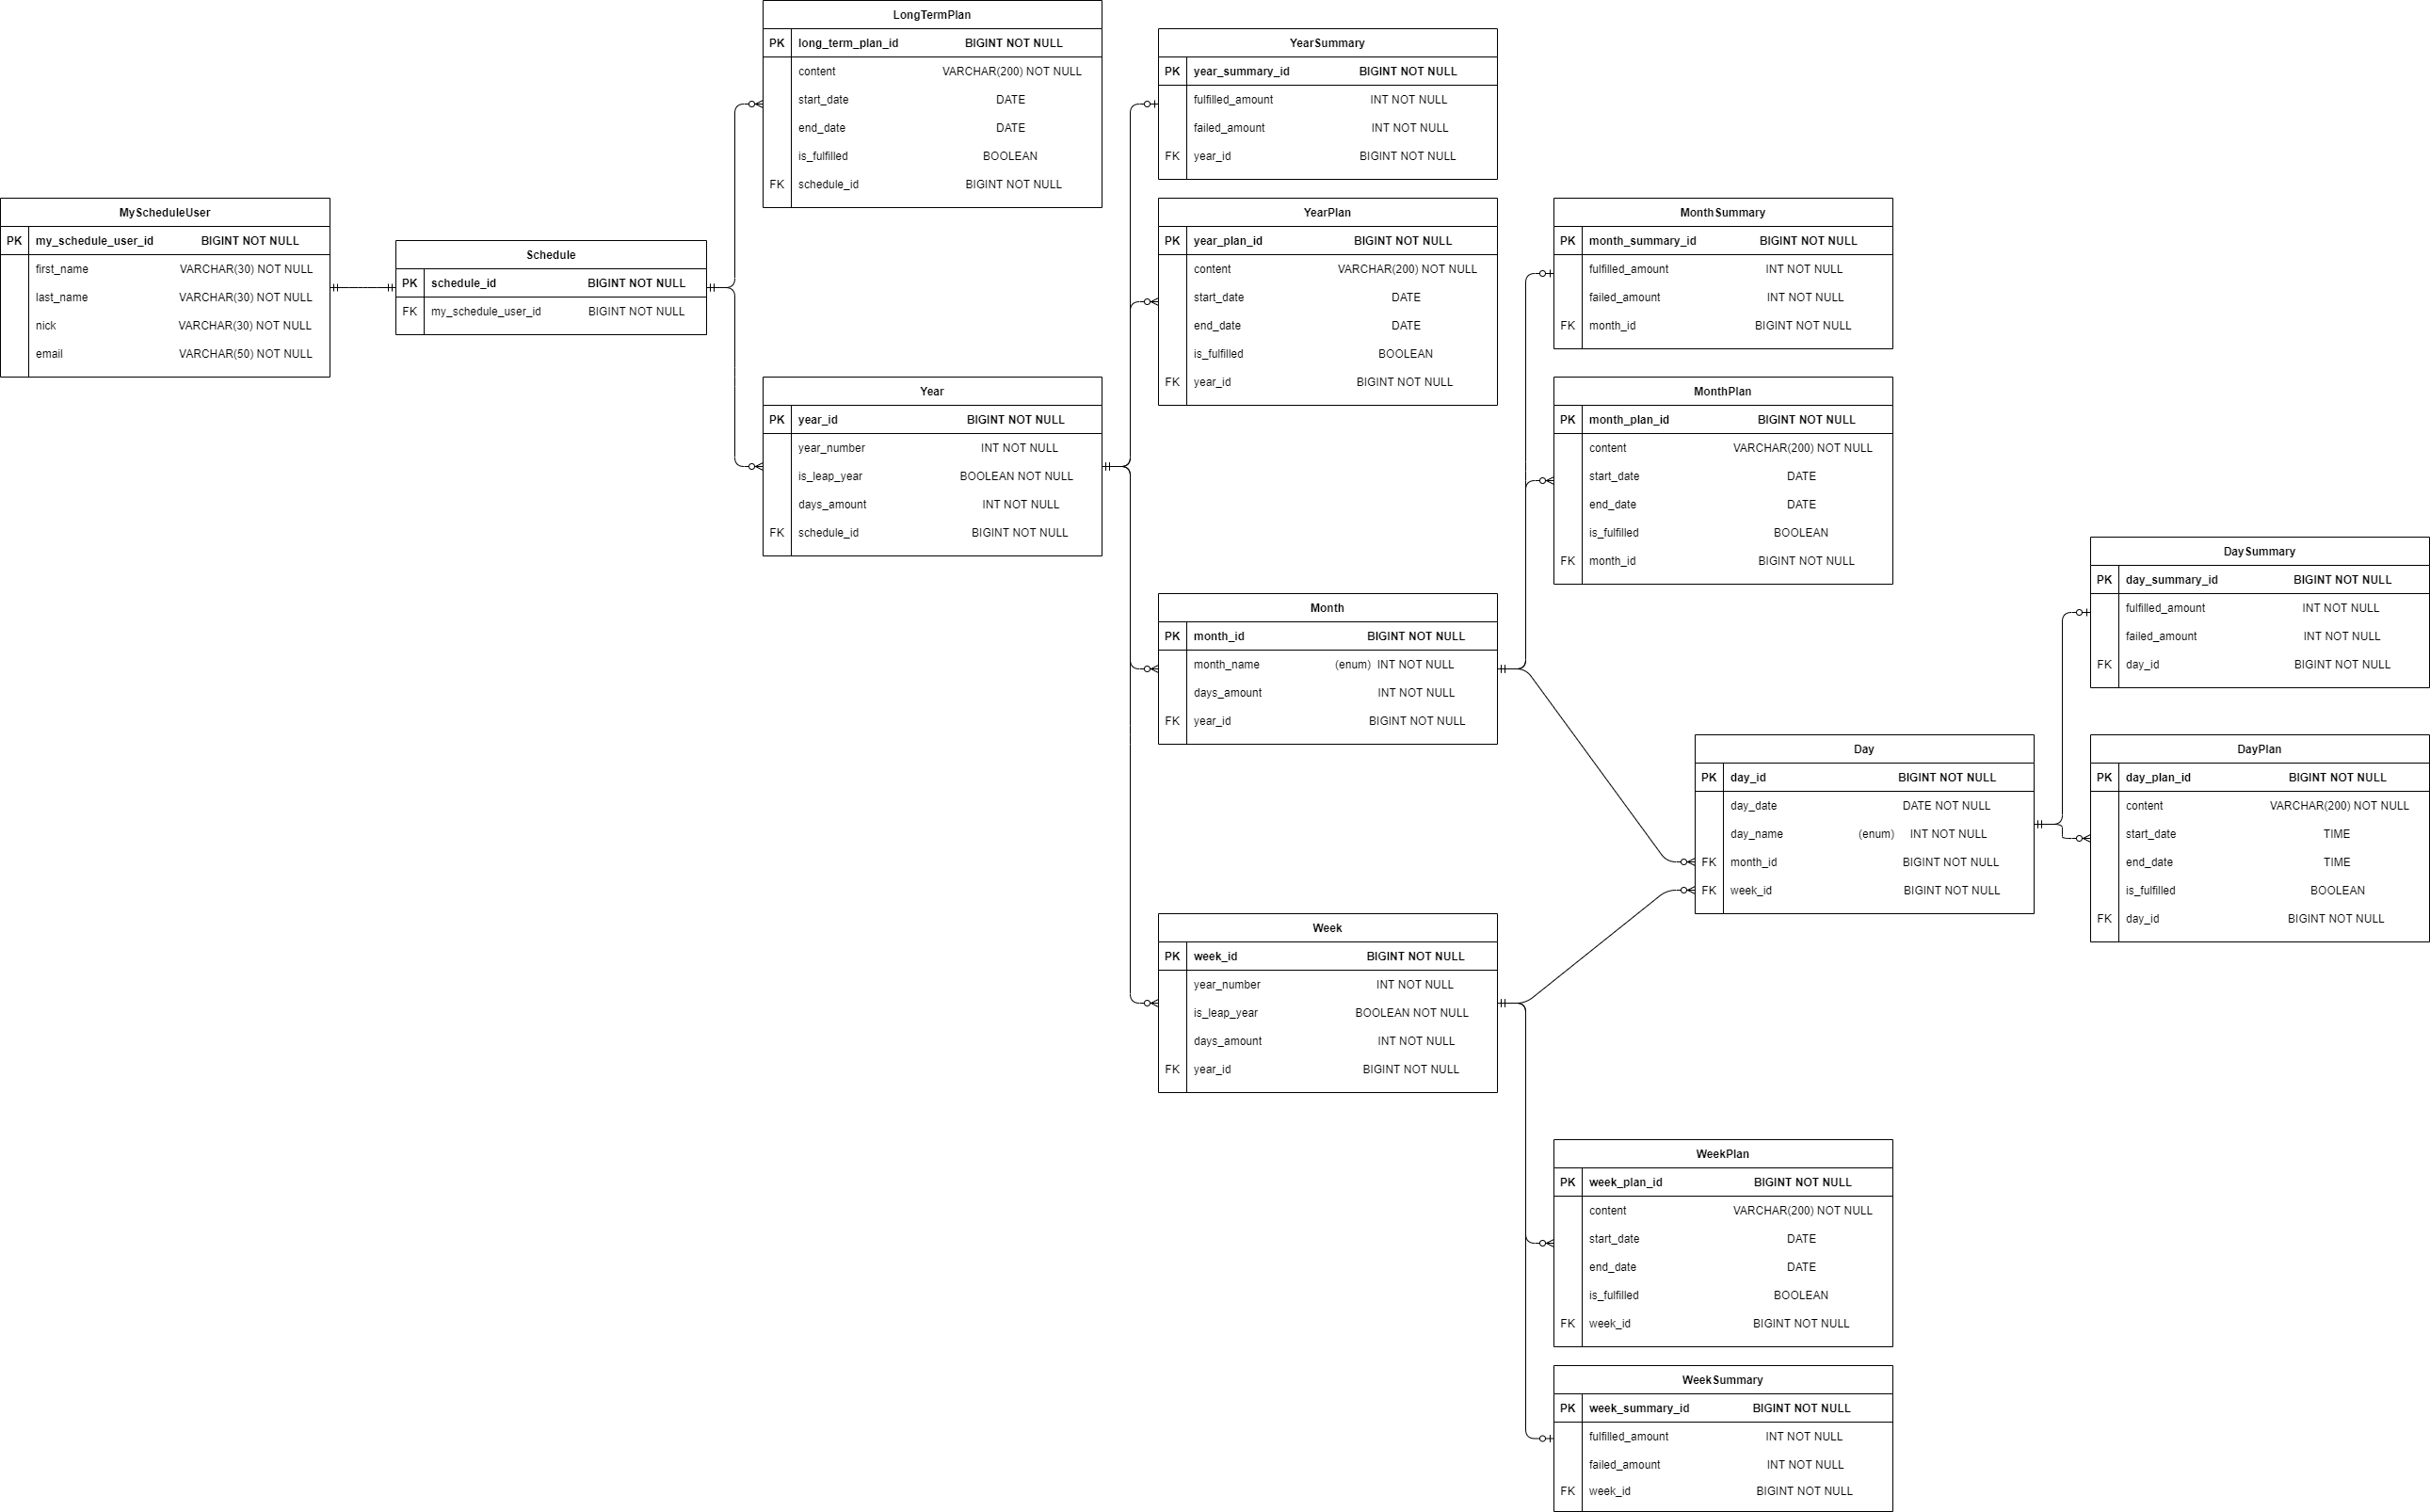 LongTermPlan
PK long_term_plan_id BIGINT NOT NULL
content VARCHAR(200) NOT NULL
start_date DATE
end_date DATE
is_fulfilled BOOLEAN
FK schedule_id BIGINT NOT NULL
YearSummary
PK year_summary_id BIGINT NOT NULL
fulfilled_amount INT NOT NULL
failed_amount INT NOT NULL
FK year_id BIGINT NOT NULL
MyScheduleUser
PK my_schedule_user_id BIGINT NOT NULL
first_name VARCHAR(30) NOT NULL
last_name VARCHAR(30) NOT NULL
nick VARCHAR(30) NOT NULL
email VARCHAR(50) NOT NULL
Schedule
PK schedule_id BIGINT NOT NULL
FK my_schedule_user_id BIGINT NOT NULL
YearPlan
PK year_plan_id BIGINT NOT NULL
content VARCHAR(200) NOT NULL
start_date DATE
end_date DATE
is_fulfilled BOOLEAN
FK year_id BIGINT NOT NULL
MonthSummary
PK month_summary_id BIGINT NOT NULL
fulfilled_amount INT NOT NULL
failed_amount INT NOT NULL
FK month_id BIGINT NOT NULL
Year
PK year_id BIGINT NOT NULL
year_number INT NOT NULL
is_leap_year BOOLEAN NOT NULL
days_amount INT NOT NULL
FK schedule_id BIGINT NOT NULL
MonthPlan
PK month_plan_id BIGINT NOT NULL
content VARCHAR(200) NOT NULL
start_date DATE
end_date DATE
is_fulfilled BOOLEAN
FK month_id BIGINT NOT NULL
DaySummary
PK day_summary_id BIGINT NOT NULL
fulfilled_amount INT NOT NULL
failed_amount INT NOT NULL
FK day_id BIGINT NOT NULL
Month
PK month_id BIGINT NOT NULL
month_name (enum) INT NOT NULL
days_amount INT NOT NULL
FK year_id BIGINT NOT NULL
Day
PK day_id BIGINT NOT NULL
day_date DATE NOT NULL
day_name (enum) INT NOT NULL
FK month_id BIGINT NOT NULL
FK week_id BIGINT NOT NULL
DayPlan
PK day_plan_id BIGINT NOT NULL
content VARCHAR(200) NOT NULL
start_date TIME
end_date TIME
is_fulfilled BOOLEAN
FK day_id BIGINT NOT NULL
Week
PK week_id BIGINT NOT NULL
year_number INT NOT NULL
is_leap_year BOOLEAN NOT NULL
days_amount INT NOT NULL
FK year_id BIGINT NOT NULL
WeekPlan
PK week_plan_id BIGINT NOT NULL
content VARCHAR(200) NOT NULL
start_date DATE
end_date DATE
is_fulfilled BOOLEAN
FK week_id BIGINT NOT NULL
WeekSummary
PK week_summary_id BIGINT NOT NULL
fulfilled_amount INT NOT NULL
failed_amount INT NOT NULL
FK week_id BIGINT NOT NULL